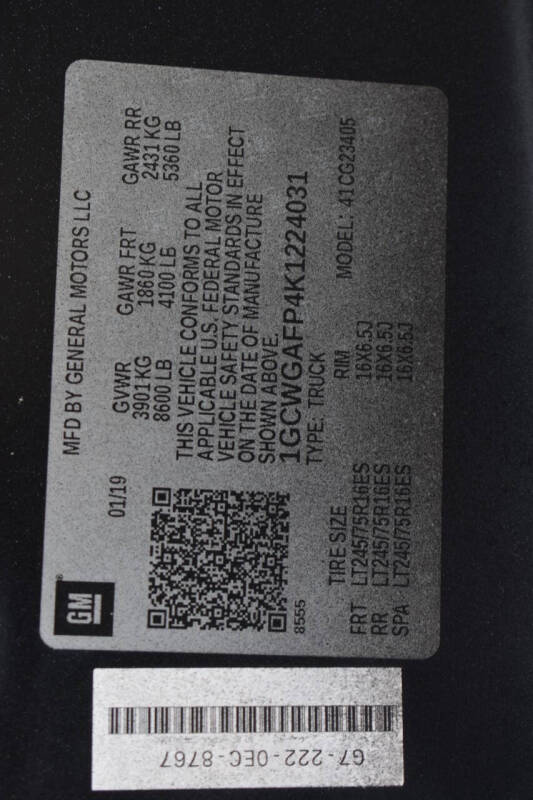 GM
MFD BY GENERAL MOTORS LLC
01/19
GVWR GAWR FRT GAWR RR
3901 KG 1860 KG 2431 KG
8600 LB 4100 LB 5360 LB
THIS VEHICLE CONFORMS TO ALL
APPLICABLE U.S. FEDERAL MOTOR
VEHICLE SAFETY STANDARDS IN EFFECT
ON THE DATE OF MANUFACTURE
SHOWN ABOVE.
1GCWGAFP4K1224031
TYPE: TRUCK
8555
TIRE SIZE RIM MODEL: 41 CG23405
FRT LT245/75R16ES 16X6.5J
RR LT245/75R16ES 16X6.5J
SPA LT245/75R16ES 16X6.5J
G7-222-0EC-8767